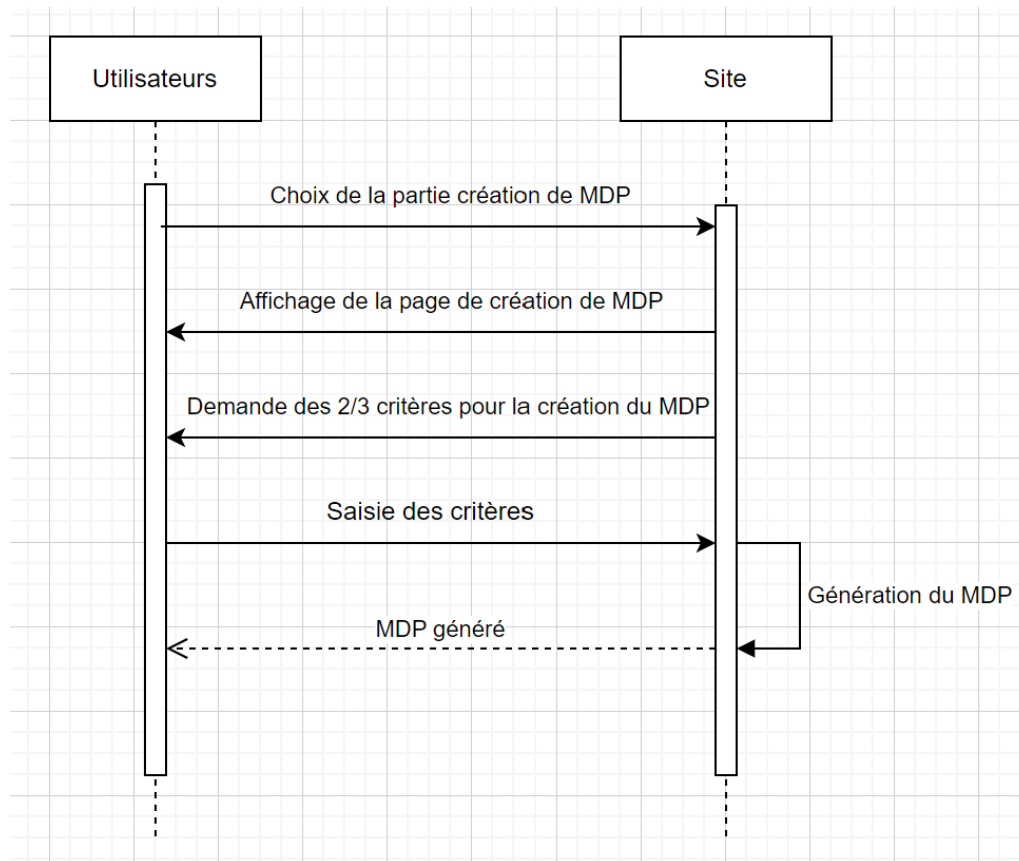 Utilisateurs
Site
Choix de la partie création de MDP
Affichage de la page de création de MDP
Demande des 2/3 critères pour la création du MDP
Saisie des critères
Génération du MDP
MDP généré